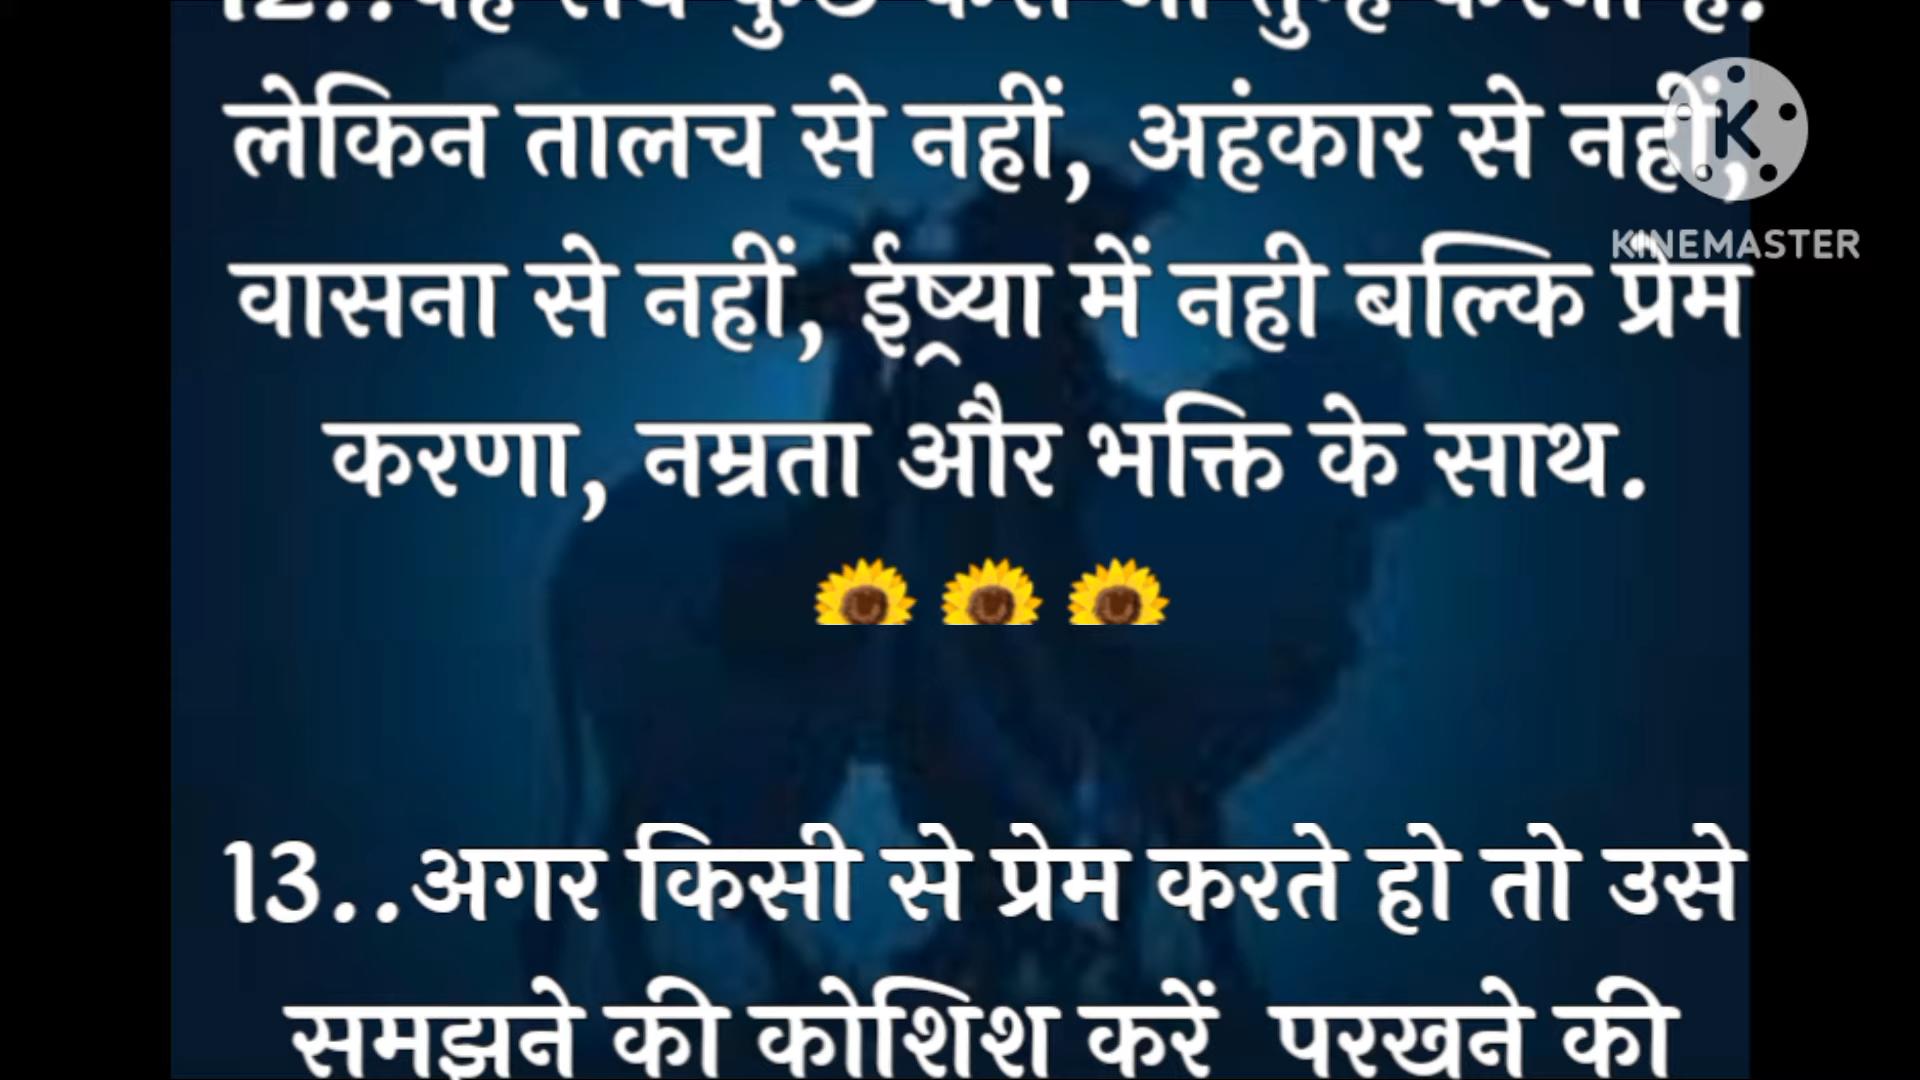 लेकिन तालच से नहीं, अहंकार से नहीं,
KINEMASTER
वासना से नहीं, ईष्र्या में नही बल्कि प्रेम
करणा, नम्रता और भक्ति के साथ.
🌻 🌻 🌻
13..अगर किसी से प्रेम करते हो तो उसे
समझने की कोशिश करें परखने की